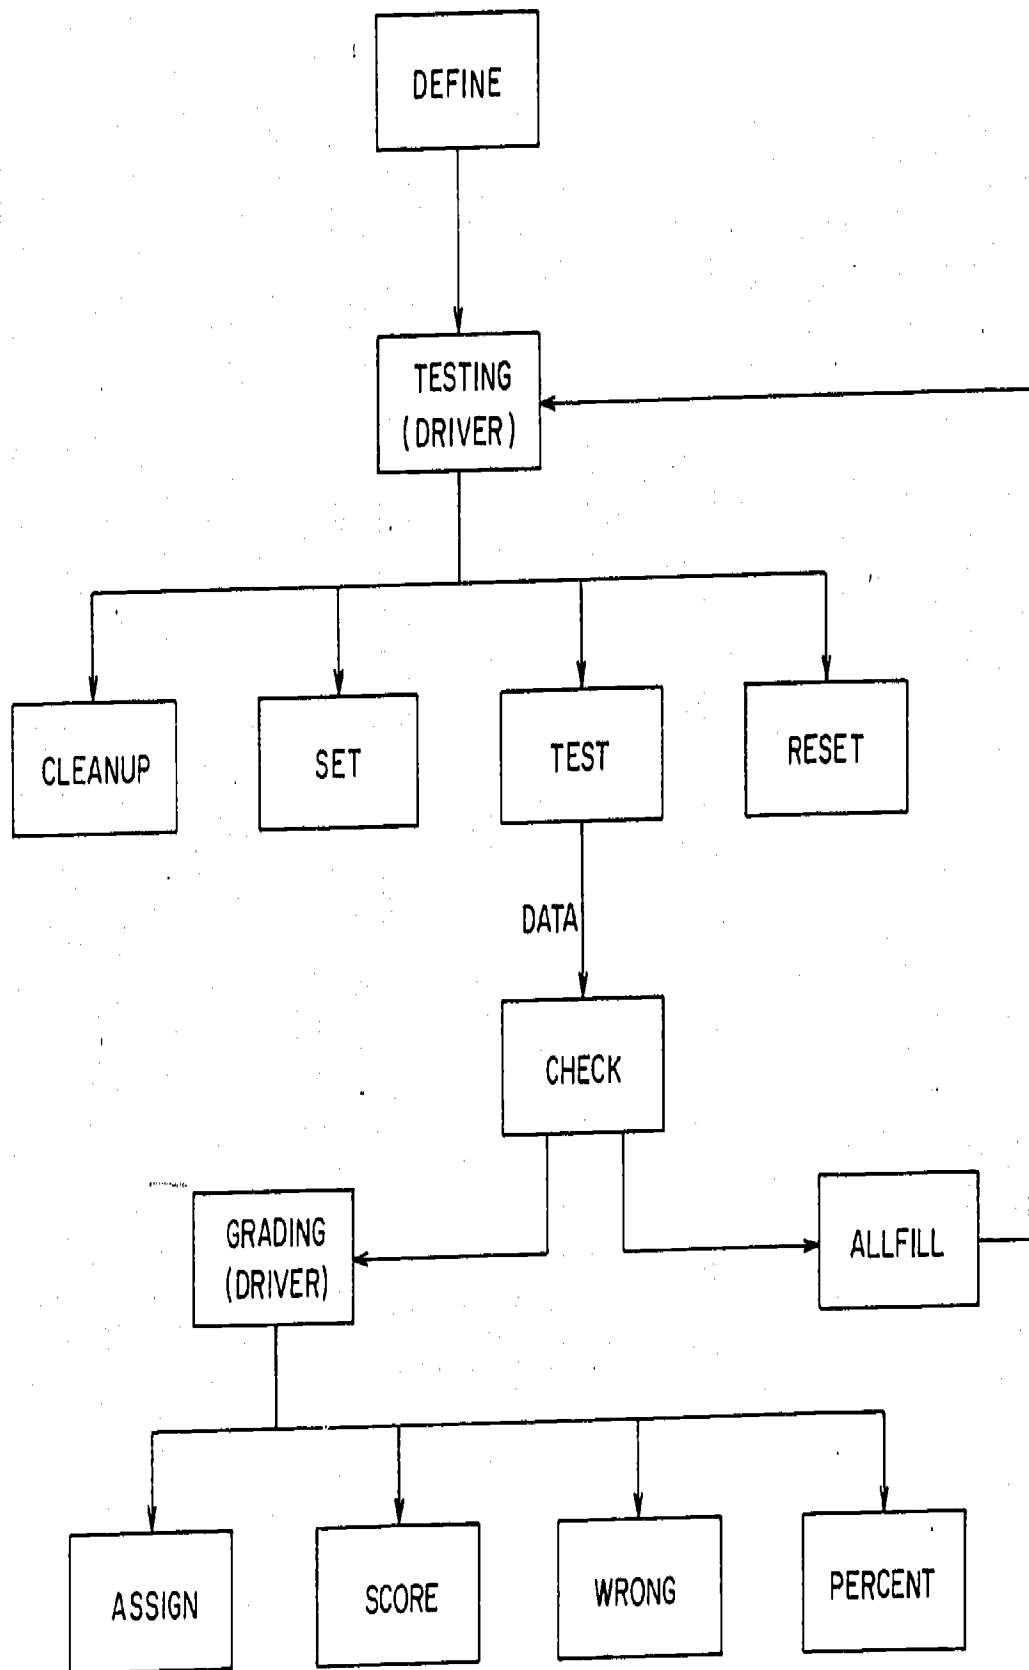 DEFINE
TESTING
(DRIVER)
CLEANUP
SET
TEST
RESET
DATA
CHECK
GRADING
(DRIVER)
ALLFILL
ASSIGN
SCORE
WRONG
PERCENT